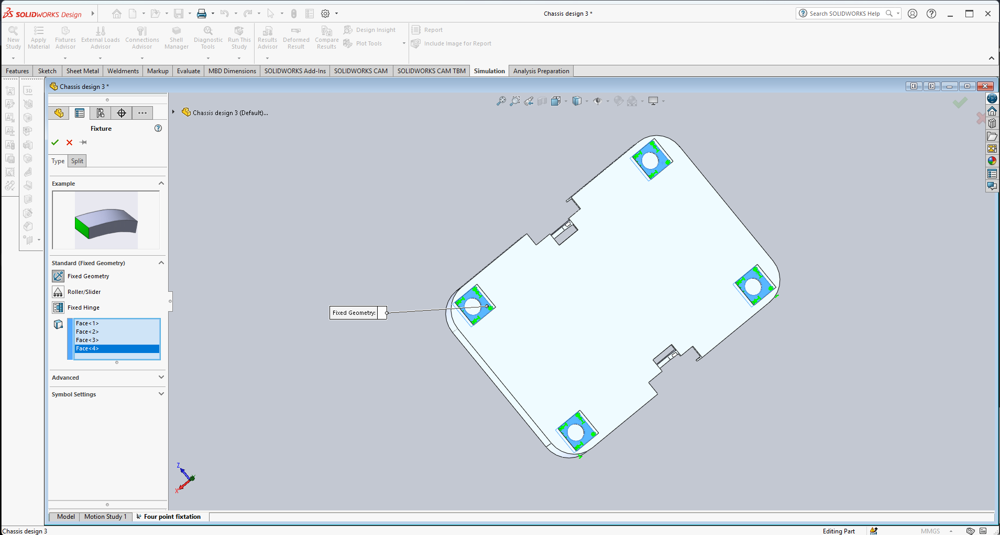 SOLIDWORKS Design
Chassis design 3 *
Search SOLIDWORKS Help
New Study
Apply Material
Fixtures Advisor
External Loads Advisor
Connections Advisor
Shell Manager
Diagnostic Tools
Run This Study
Results Advisor
Deformed Result
Compare Results
Design Insight
Plot Tools
Report
Include Image for Report
Features
Sketch
Sheet Metal
Weldments
Markup
Evaluate
MBD Dimensions
SOLIDWORKS Add-Ins
SOLIDWORKS CAM
SOLIDWORKS CAM TBM
Simulation
Analysis Preparation
Chassis design 3 *
Chassis design 3 (Default)...
Fixture
Type
Split
Example
Standard (Fixed Geometry)
Fixed Geometry
Roller/Slider
Fixed Hinge
Face<1>
Face<2>
Face<3>
Face<4>
Advanced
Symbol Settings
Fixed Geometry:
Z
X
Model
Motion Study 1
Four point fixtation
Chassis design 3
Editing Part
MMGS